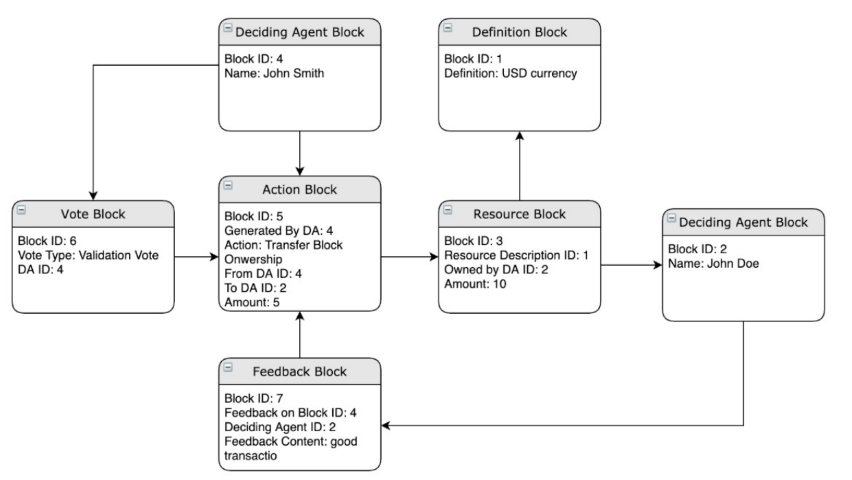 Deciding Agent Block
Block ID: 4
Name: John Smith
Definition Block
Block ID: 1
Definition: USD currency
Vote Block
Block ID: 6
Vote Type: Validation Vote
DA ID: 4
Action Block
Block ID: 5
Generated By DA: 4
Action: Transfer Block
Onwership
From DA ID: 4
To DA ID: 2
Amount: 5
Resource Block
Block ID: 3
Resource Description ID: 1
Owned by DA ID: 2
Amount: 10
Deciding Agent Block
Block ID: 2
Name: John Doe
Feedback Block
Block ID: 7
Feedback on Block ID: 4
Deciding Agent ID: 2
Feedback Content: good
transactio